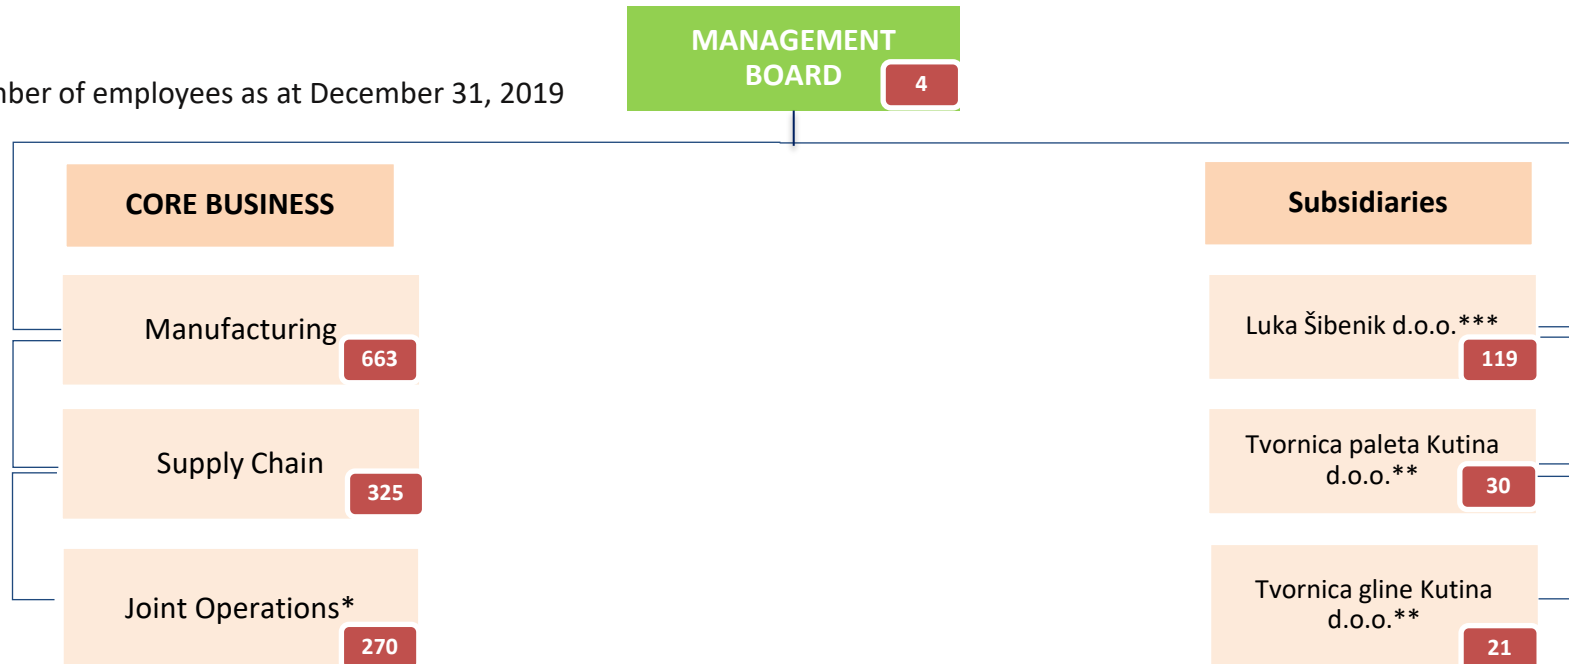 MANAGEMENT
BOARD
4
of employees as at December 31, 2019
CORE BUSINESS
Subsidiaries
Manufacturing
663
Luka Šibenik d.o.o.***
119
Supply Chain
325
Tvornica paleta Kutina
d.o.o.**
30
Joint Operations*
270
Tvornica gline Kutina
d.o.o.**
21